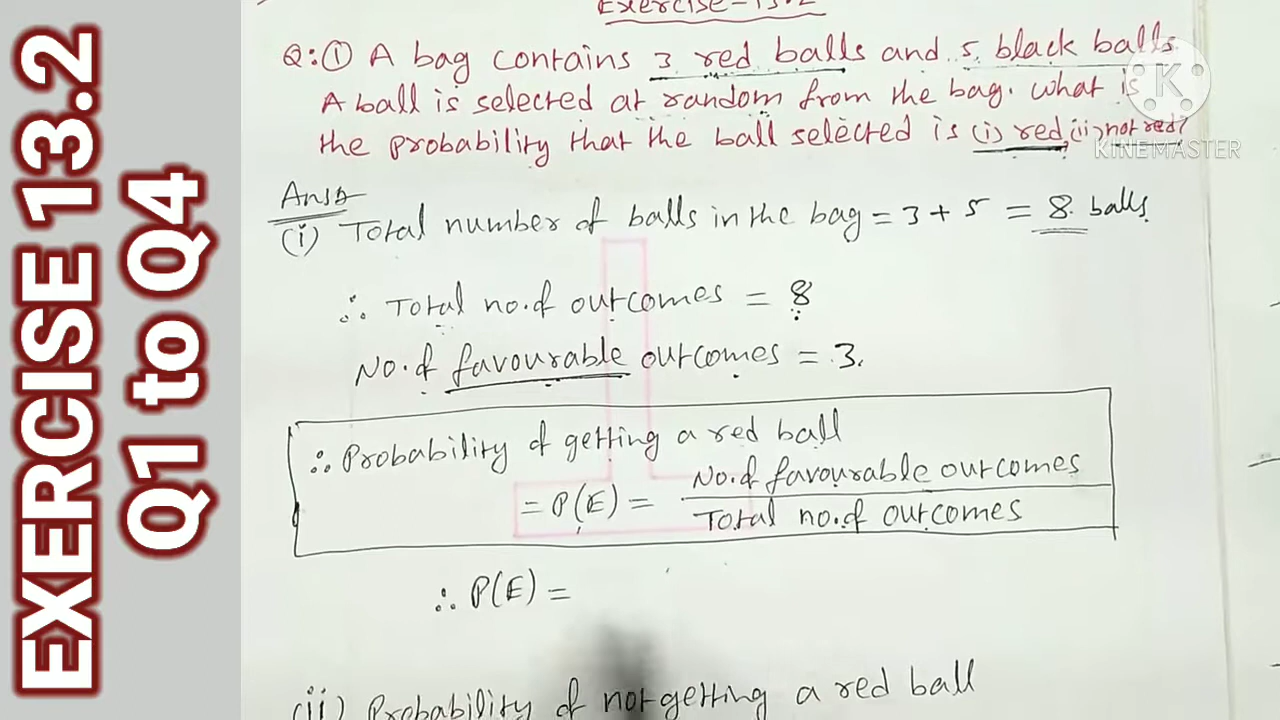 EXERCISE 13.2
Q1 to Q4
Exercise-13.2
Q:① A bag contains 3 red balls and 5 black balls
A ball is selected at random from the bag. What is
the probability that the ball selected is (i) red, (ii) not red?
K
KINEMASTER
Ans
(i) Total number of balls in the bag = 3 + 5 = 8 balls
∴ Total no. of outcomes = 8
No. of favourable outcomes = 3.
∴ Probability of getting a red ball
= P(E) = No. of favourable outcomes
Total no. of outcomes
∴ P(E) =
(ii) Probability of not getting a red ball